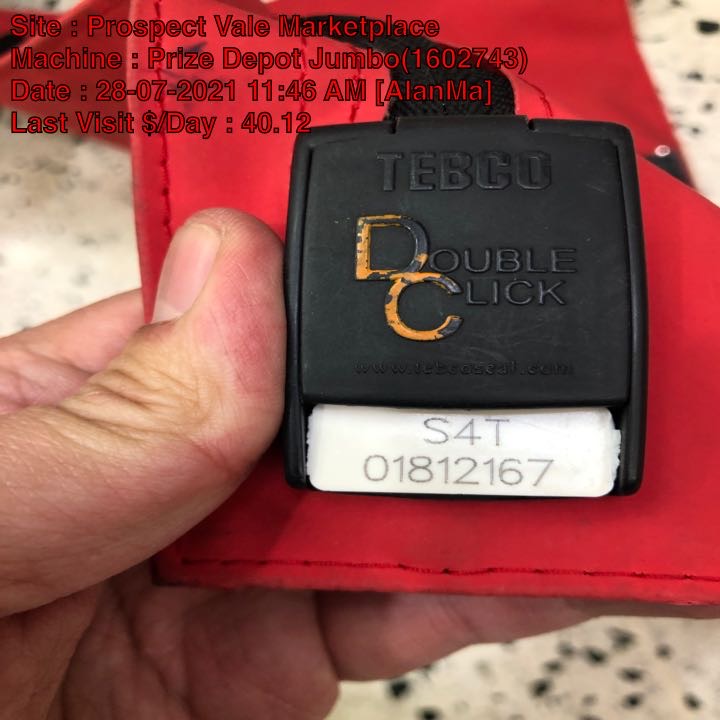 Site : Prospect Vale Marketplace
Machine : Prize Depot Jumbo(1602743)
Date : 28-07-2021 11:46 AM [AlanMa]
Last Visit $/Day : 40.12
TEBCO
DOUBLE
CLICK
www.tebcoseal.com
S4T
01812167